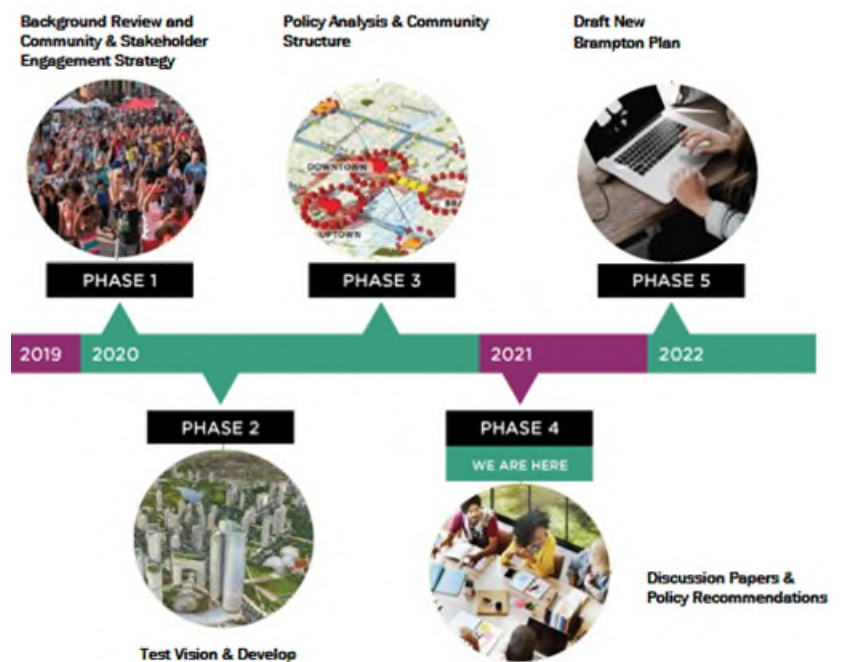 Background Review and
Community & Stakeholder
Engagement Strategy
Policy Analysis & Community
Structure
Draft New
Brampton Plan
DOWNTOWN
UPTOWN
BRA
PHASE 1
PHASE 3
PHASE 5
2019
2020
2021
2022
PHASE 2
PHASE 4
WE ARE HERE
Discussion Papers &
Policy Recommendations
Test Vision & Develop